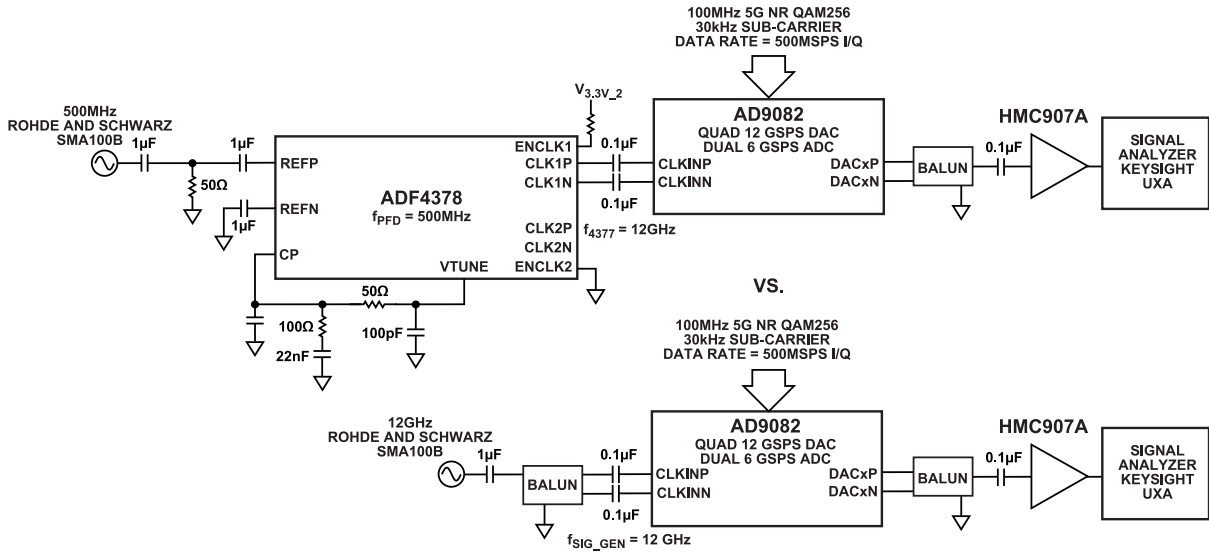 100MHz 5G NR QAM256
30kHz SUB-CARRIER
DATA RATE = 500MSPS I/Q
500MHz
ROHDE AND SCHWARZ
SMA100B
1µF
1µF
50Ω
1µF
REFP
REFN
CP
ADF4378
fPFD = 500MHz
VTUNE
ENCLK1
CLK1P
CLK1N
CLK2P
CLK2N
ENCLK2
V3.3V_2
0.1µF
0.1µF
f4377 = 12GHz
AD9082
QUAD 12 GSPS DAC
DUAL 6 GSPS ADC
CLKINP
CLKINN
DACxP
DACxN
BALUN
0.1µF
HMC907A
SIGNAL
ANALYZER
KEYSIGHT
UXA
50Ω
100Ω
22nF
100pF
VS.
100MHz 5G NR QAM256
30kHz SUB-CARRIER
DATA RATE = 500MSPS I/Q
12GHz
ROHDE AND SCHWARZ
SMA100B
1µF
BALUN
0.1µF
0.1µF
fSIG_GEN = 12 GHz
AD9082
QUAD 12 GSPS DAC
DUAL 6 GSPS ADC
CLKINP
CLKINN
DACxP
DACxN
BALUN
0.1µF
HMC907A
SIGNAL
ANALYZER
KEYSIGHT
UXA